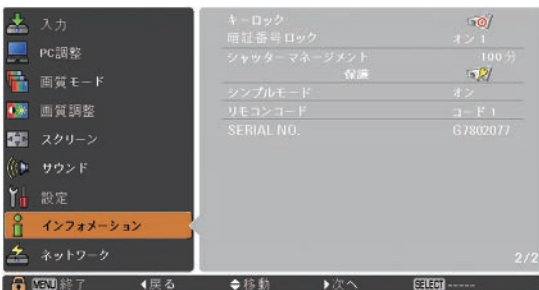 入力
PC調整
画質モード
画質調整
スクリーン
サウンド
設定
インフォメーション
ネットワーク
キーロック
暗証番号ロック オン 1
シャッターマネージメント 190分
保護
シンプルモード オン
リモコンコード コード 1
SERIAL NO. G7802077
2/2
MENU 終了 戻る 移動 次へ SELECT -----